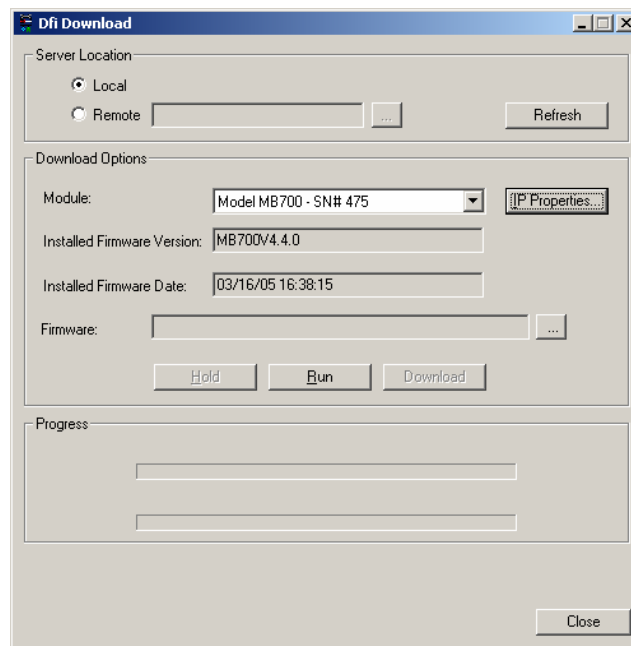 Dfi Download
Server Location
Local
Remote ... Refresh
Download Options
Module: Model MB700 - SN# 475 IP Properties...
Installed Firmware Version: MB700V4.4.0
Installed Firmware Date: 03/16/05 16:38:15
Firmware: ...
Hold Run Download
Progress
Close